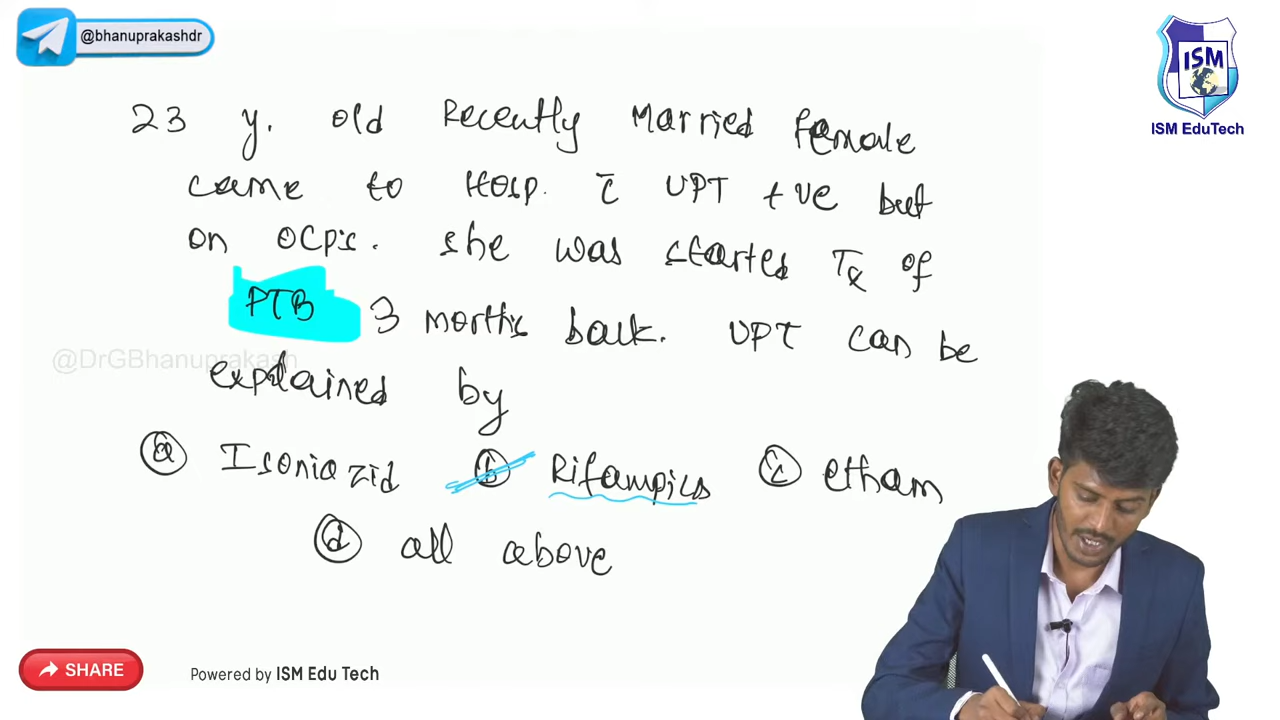 @bhanuprakashdr
ISM
ISM EduTech
23 y. old Recently Married female
came to Hosp. c̄ UPT +ve but
on OCPis. she was started Tx of
PTB 3 months back. UPT can be
@DrGBhanuprakash
explained by
a Isoniazid b Rifampics c etham
d all above
SHARE
Powered by ISM Edu Tech